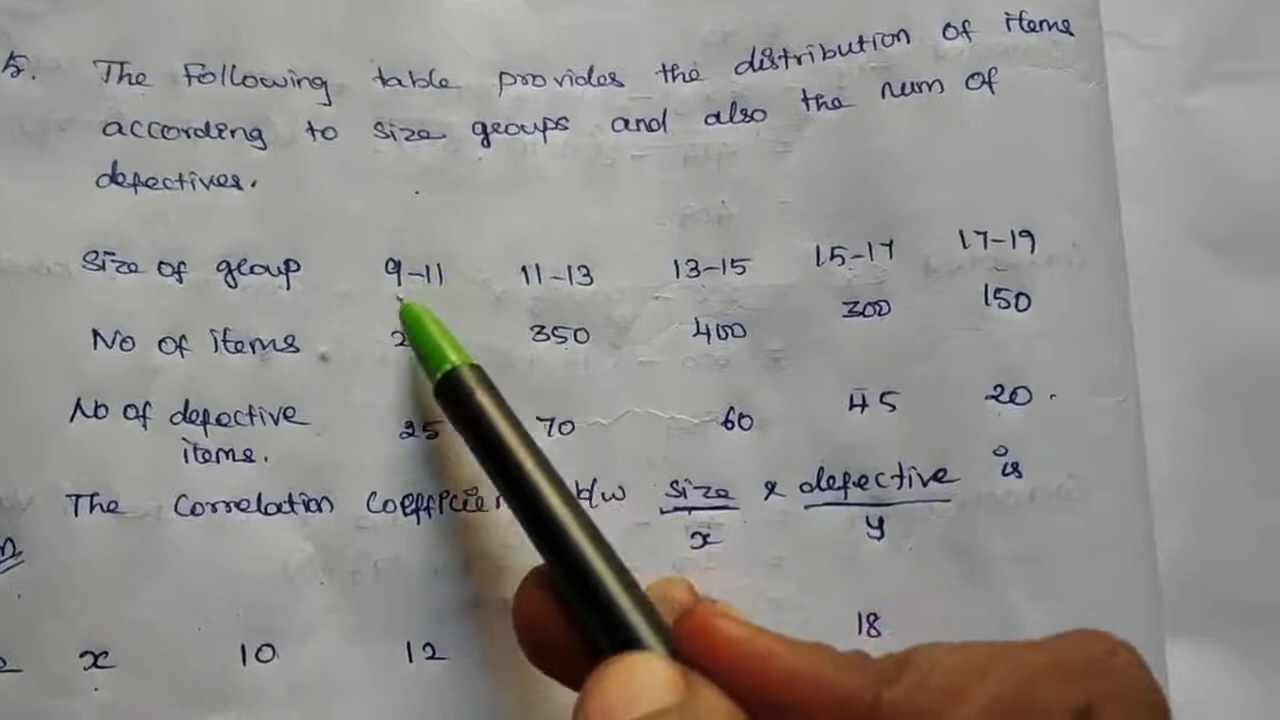 15. The Following table provides the distribution of items
according to size groups and also the num of
defectives.
Size of group 9-11 11-13 13-15 15-17 17-19
No of items 350 400 300 150
No of defective 25 70 60 45 20.
items.
The Correlation b/w size & defective is
x y
x 10 12 18